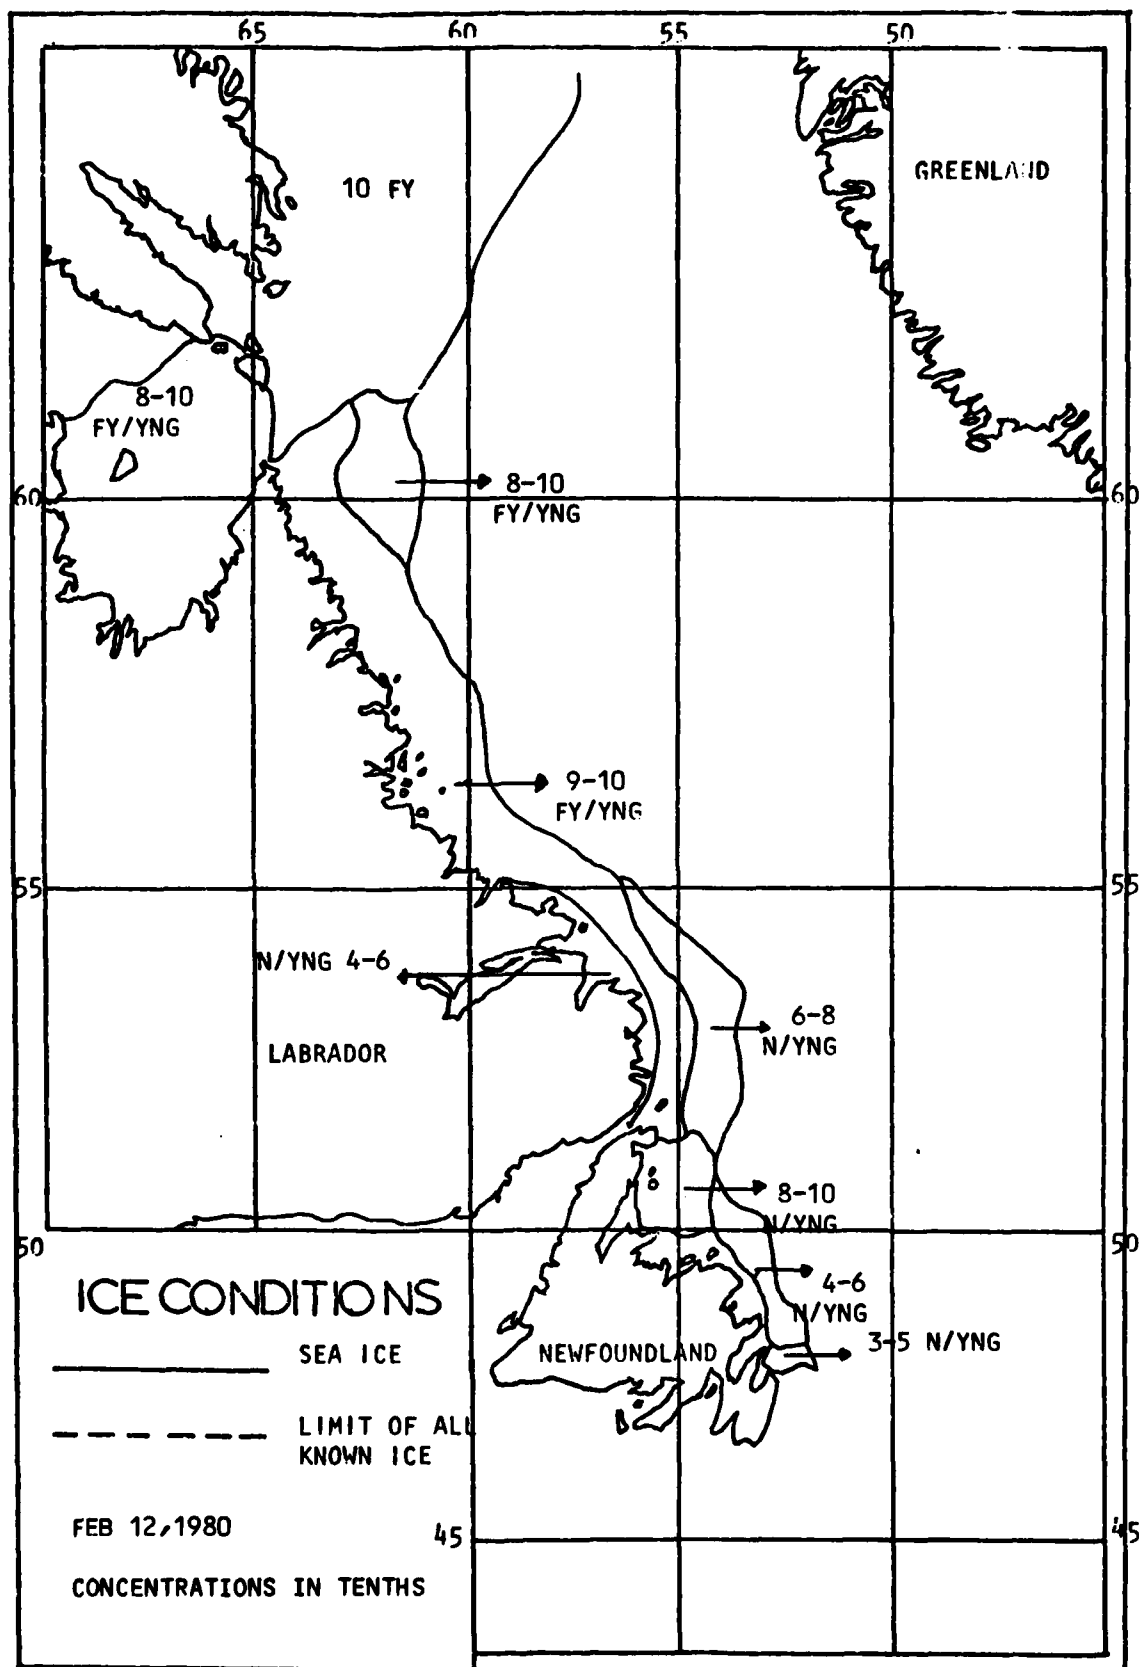 65 60 55 50
10 FY
GREENLAND
8-10
FY/YNG
60 60
8-10
FY/YNG
9-10
FY/YNG
55 55
N/YNG 4-6
6-8
N/YNG
LABRADOR
8-10
N/YNG
50 50
4-6
N/YNG
ICE CONDITIONS
SEA ICE
NEWFOUNDLAND
3-5 N/YNG
LIMIT OF ALL
KNOWN ICE
FEB 12,1980
45 45
CONCENTRATIONS IN TENTHS